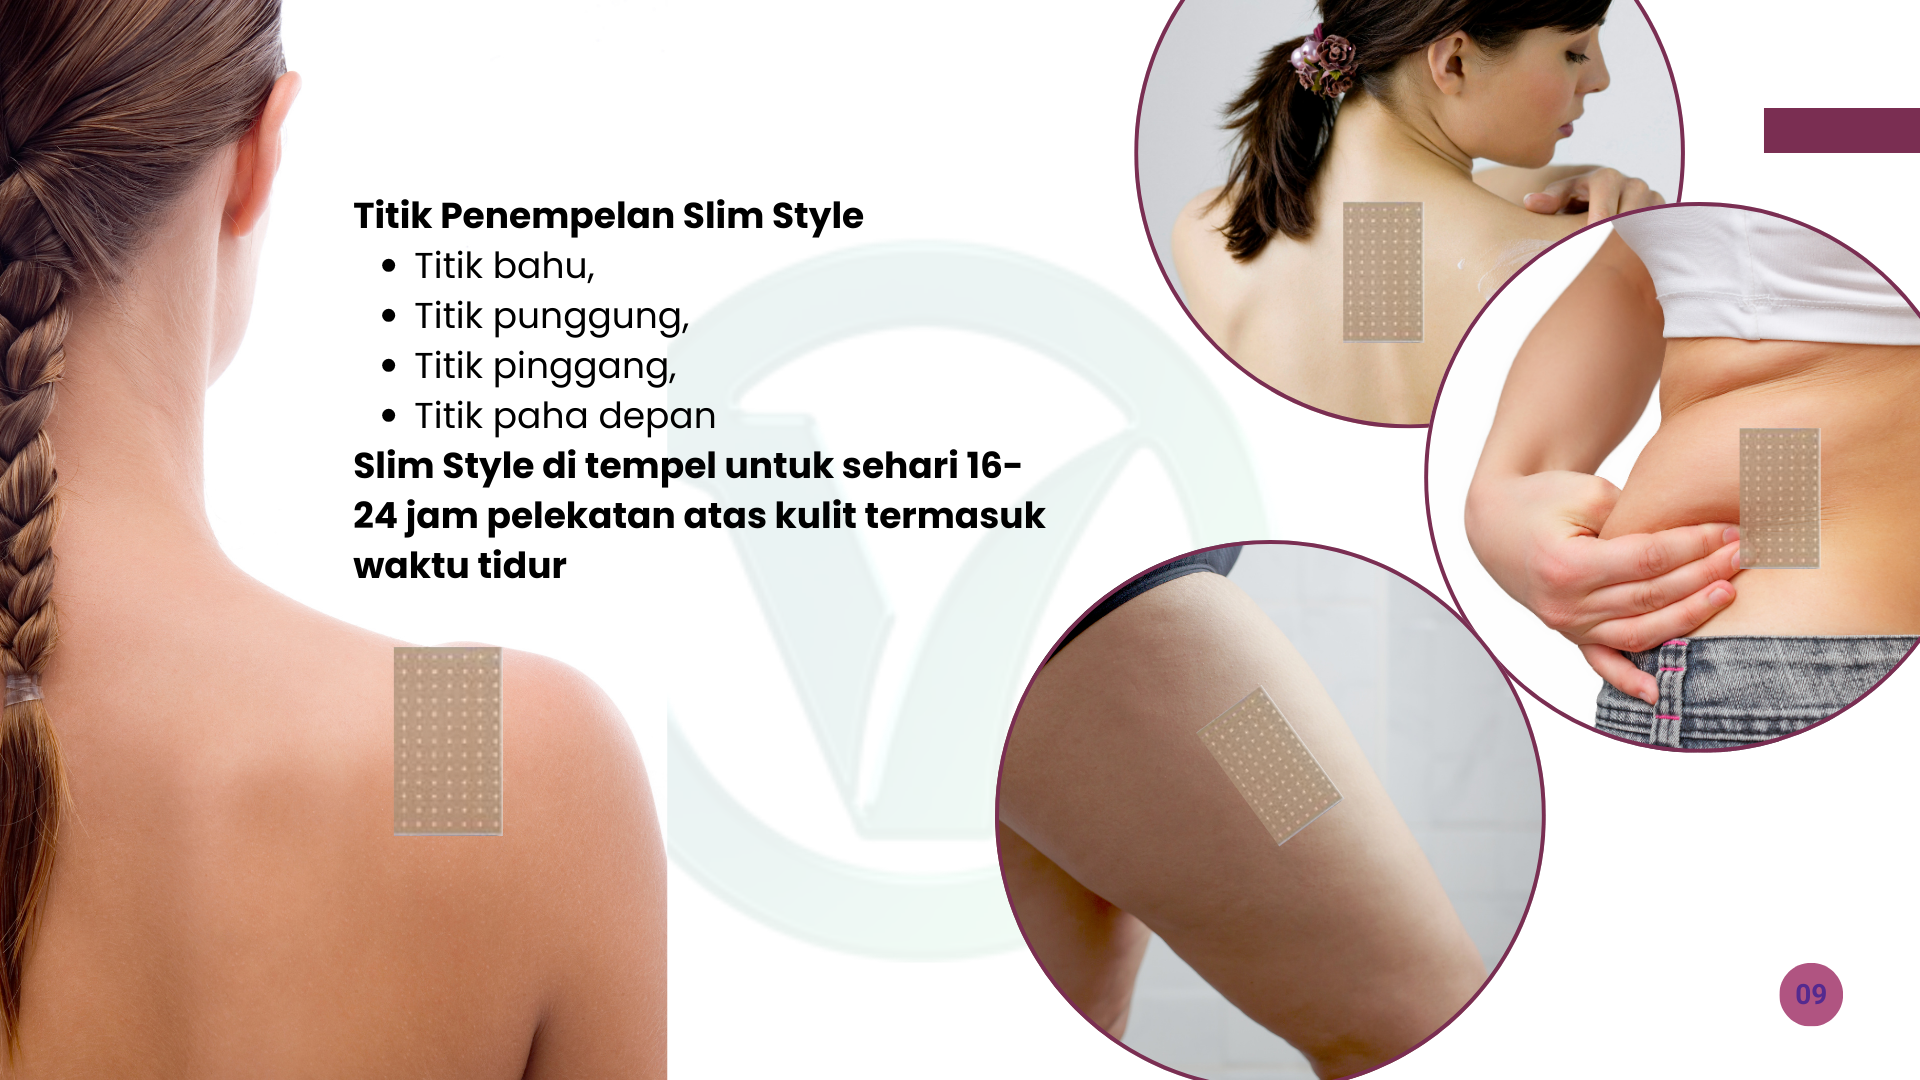 Titik Penempelan Slim Style
• Titik bahu,
• Titik punggung,
• Titik pinggang,
• Titik paha depan
Slim Style di tempel untuk sehari 16-
24 jam pelekatan atas kulit termasuk
waktu tidur
09